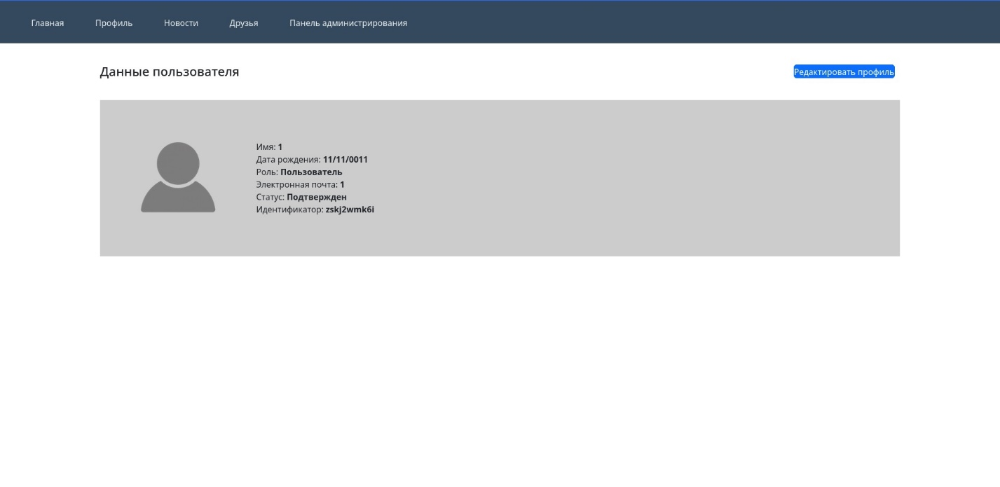 Главная Профиль Новости Друзья Панель администрирования
Данные пользователя Редактировать профиль
Имя: 1
Дата рождения: 11/11/0011
Роль: Пользователь
Электронная почта: 1
Статус: Подтвержден
Идентификатор: zskj2wmk6i